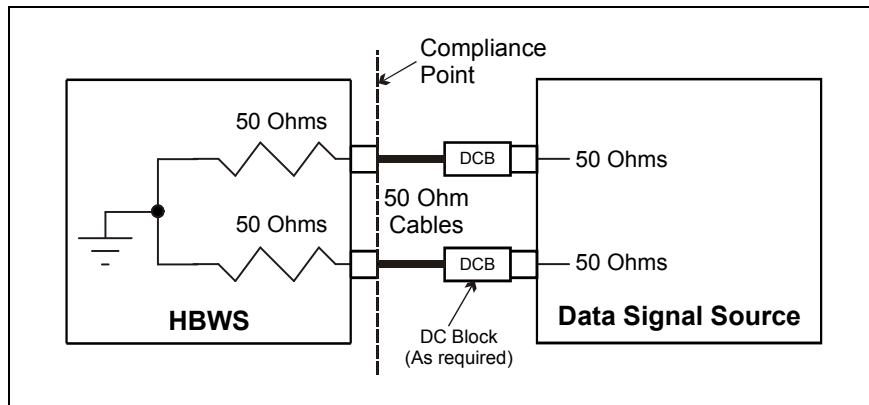 Compliance
Point
50 Ohms
DCB
50 Ohms
50 Ohm
Cables
50 Ohms
DCB
50 Ohms
HBWS
DC Block
(As required)
Data Signal Source